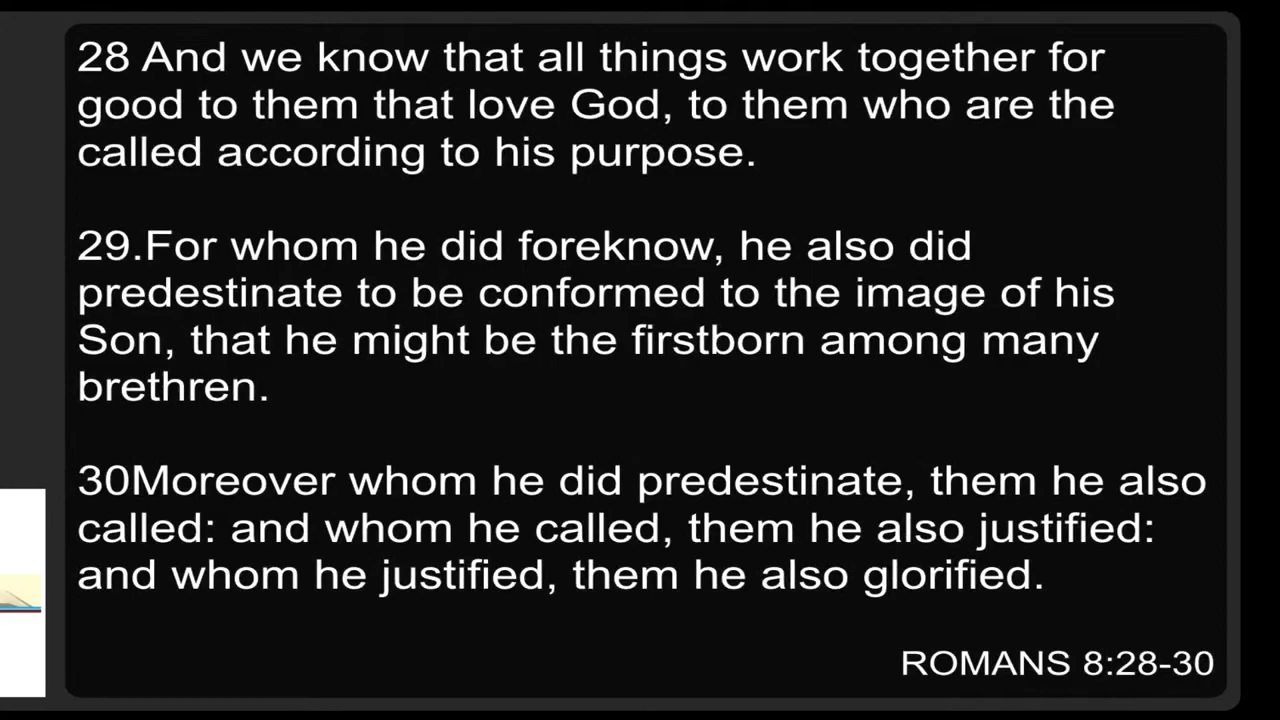 28 And we know that all things work together for
good to them that love God, to them who are the
called according to his purpose.
29.For whom he did foreknow, he also did
predestinate to be conformed to the image of his
Son, that he might be the firstborn among many
brethren.
30Moreover whom he did predestinate, them he also
called: and whom he called, them he also justified:
and whom he justified, them he also glorified.
ROMANS 8:28-30